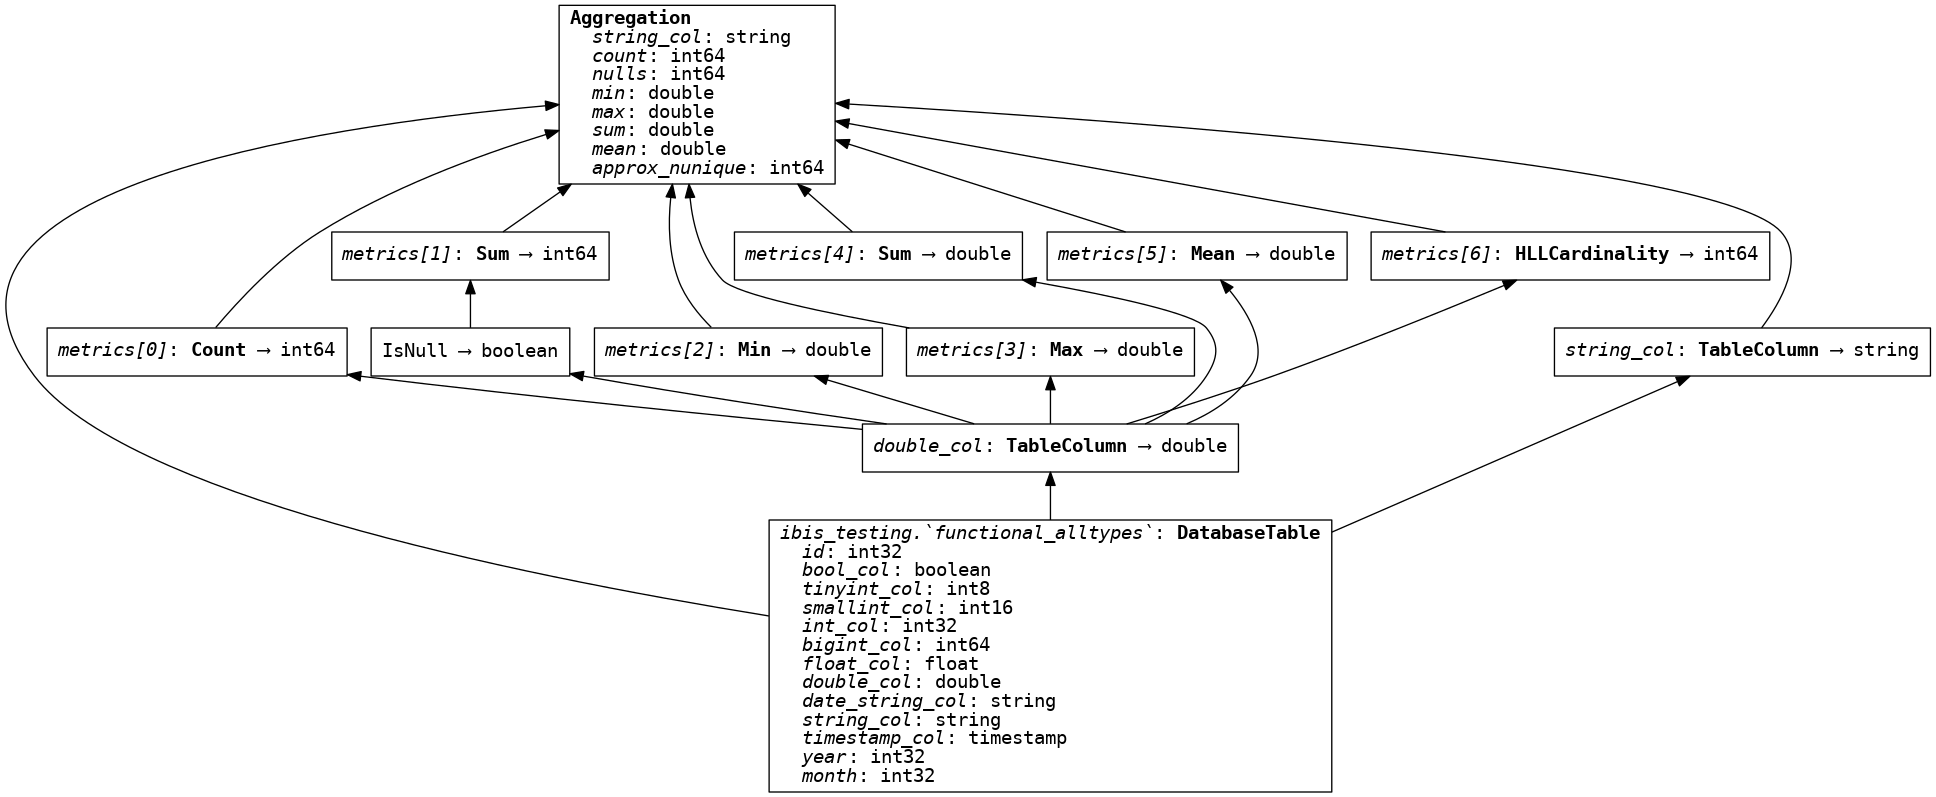 Aggregation
string_col: string
count: int64
nulls: int64
min: double
max: double
sum: double
mean: double
approx_nunique: int64
metrics[1]: Sum → int64
metrics[4]: Sum → double
metrics[5]: Mean → double
metrics[6]: HLLCardinality → int64
metrics[0]: Count → int64
IsNull → boolean
metrics[2]: Min → double
metrics[3]: Max → double
string_col: TableColumn → string
double_col: TableColumn → double
ibis_testing.`functional_alltypes`: DatabaseTable
id: int32
bool_col: boolean
tinyint_col: int8
smallint_col: int16
int_col: int32
bigint_col: int64
float_col: float
double_col: double
date_string_col: string
string_col: string
timestamp_col: timestamp
year: int32
month: int32